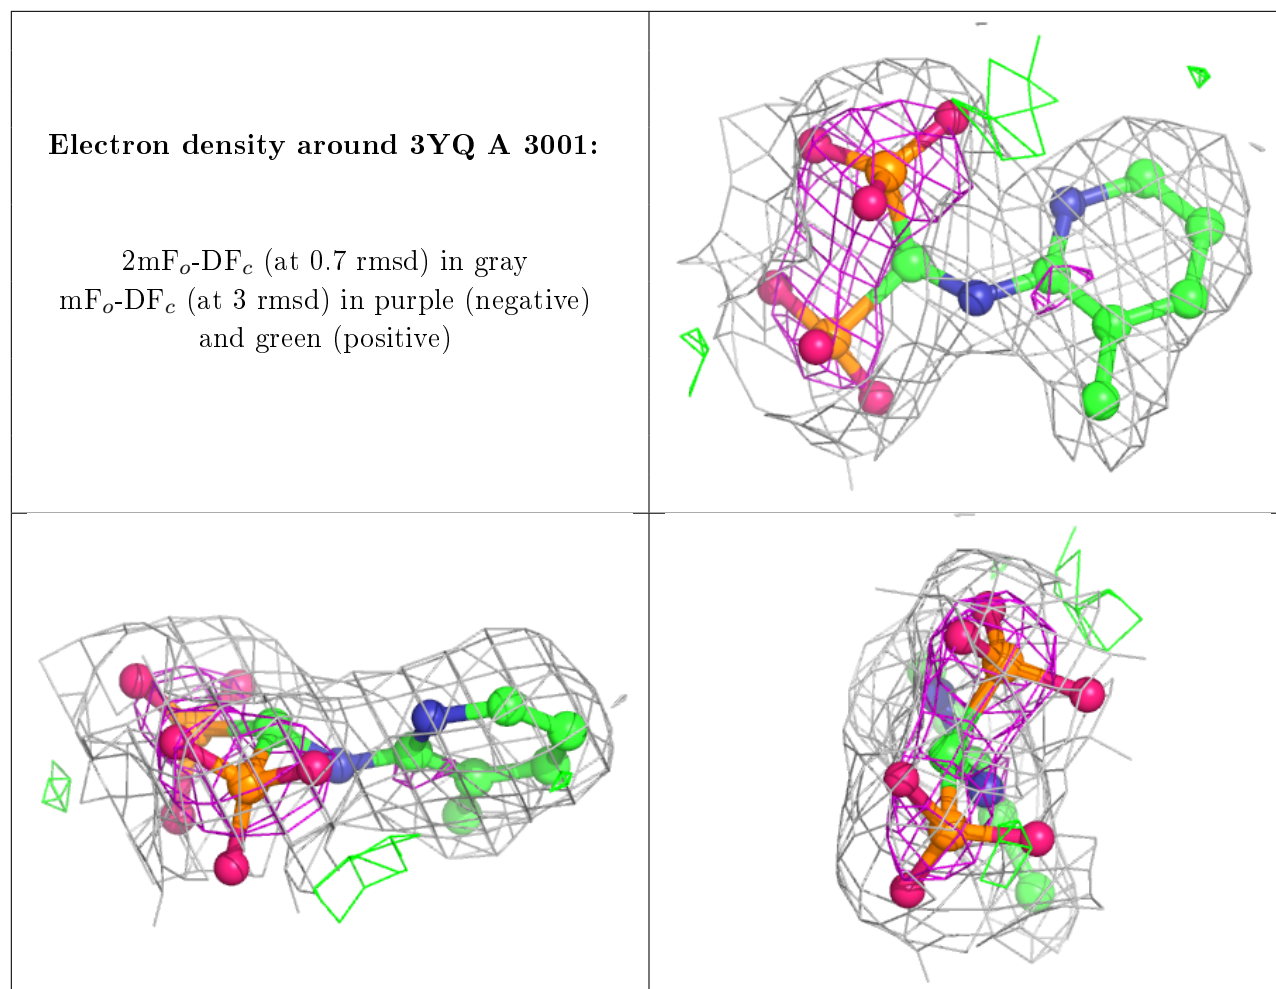 Electron density around 3YQ A 3001:
2mFo-DFc (at 0.7 rmsd) in gray
mFo-DFc (at 3 rmsd) in purple (negative)
and green (positive)